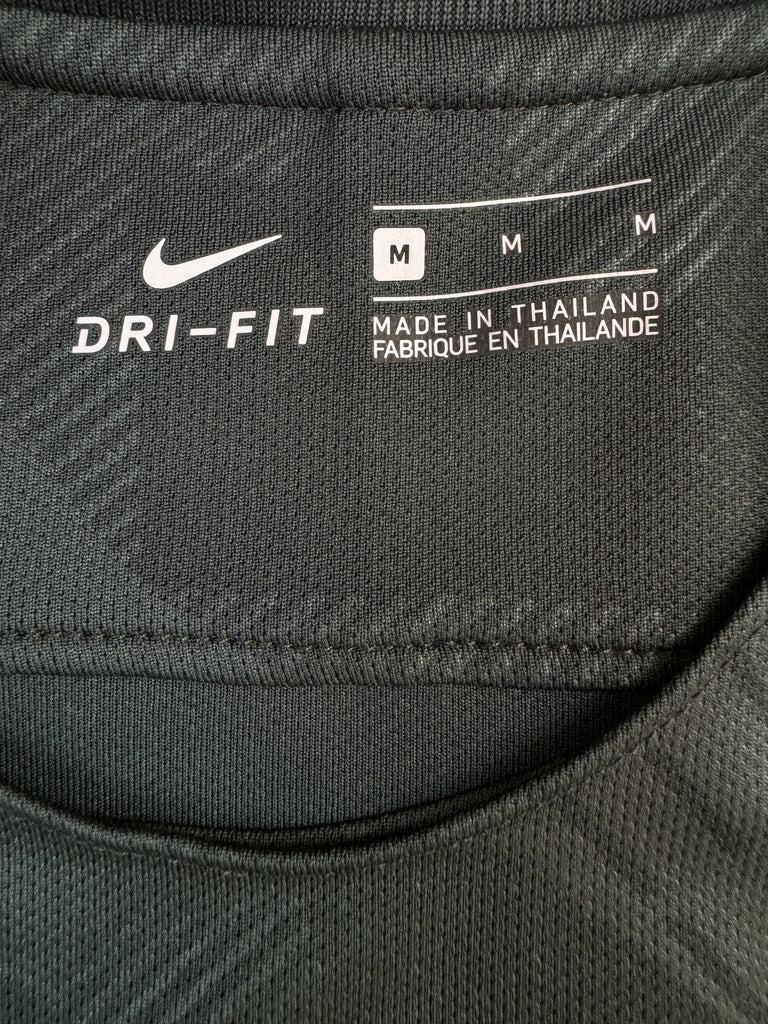 DRI-FIT
M M M
MADE IN THAILAND
FABRIQUE EN THAILANDE